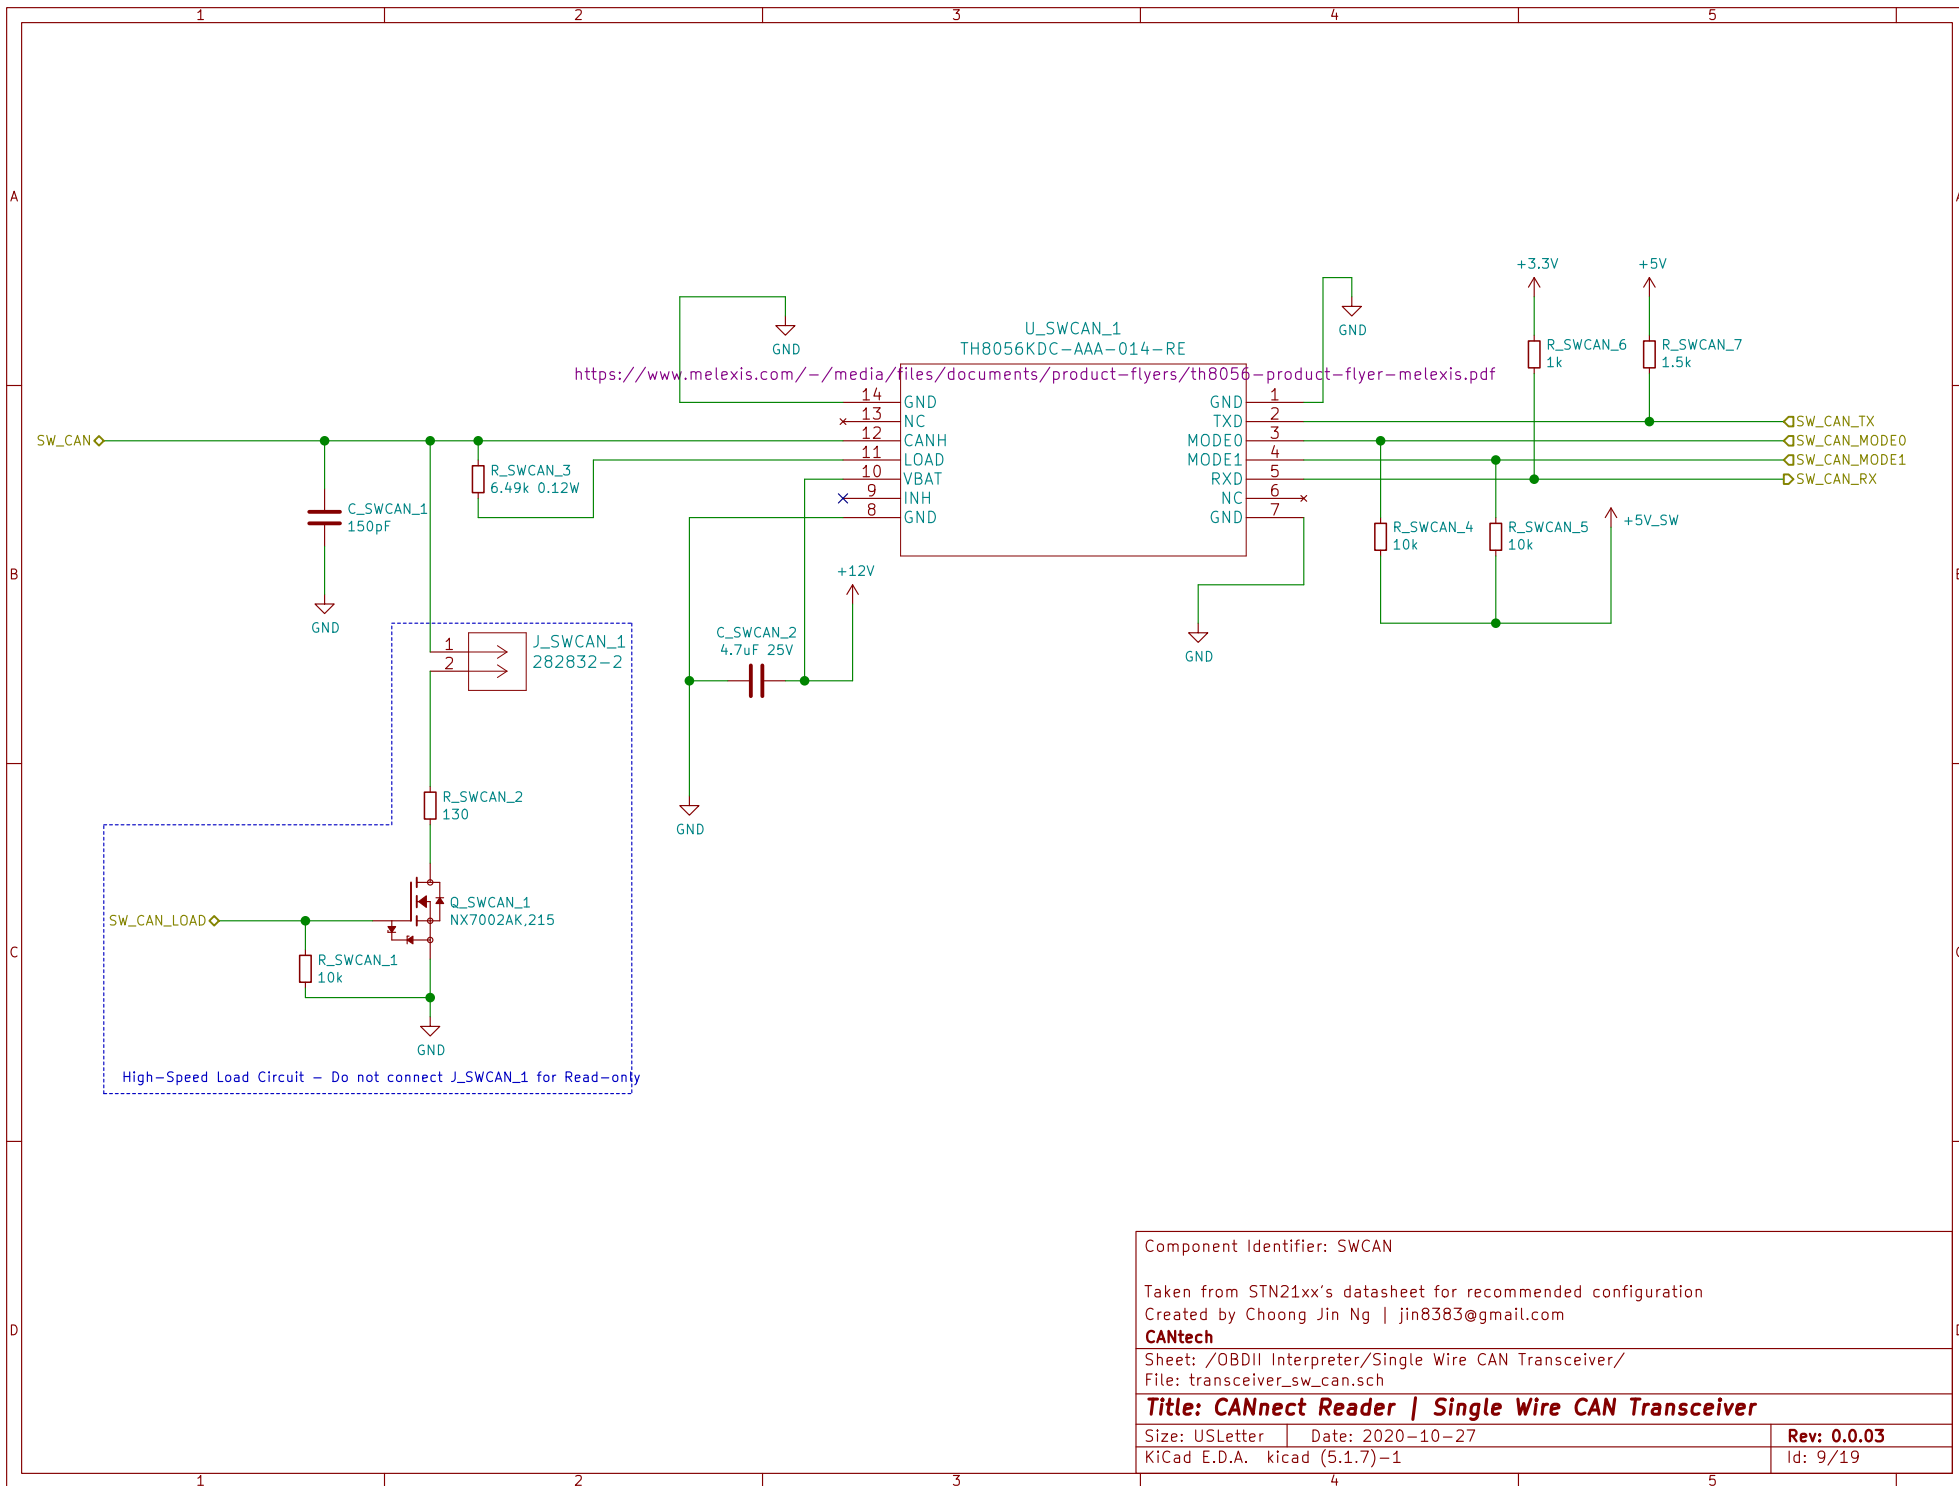 1 2 3 4 5
A
A
+3.3V +5V
GND
GND
U_SWCAN_1
TH8056KDC-AAA-014-RE
https://www.melexis.com/-/media/files/documents/product-flyers/th8056-product-flyer-melexis.pdf
R_SWCAN_6
1k
R_SWCAN_7
1.5k
14 GND
13 NC
12 CANH
11 LOAD
10 VBAT
9 INH
8 GND
GND 1
TXD 2
MODE0 3
MODE1 4
RXD 5
NC 6
GND 7
SW_CAN_TX
SW_CAN_MODE0
SW_CAN_MODE1
SW_CAN_RX
SW_CAN
R_SWCAN_3
6.49k 0.12W
C_SWCAN_1
150pF
GND
R_SWCAN_4
10k
R_SWCAN_5
10k
+5V_SW
B
+12V
C_SWCAN_2
4.7uF 25V
GND
GND
1
2
J_SWCAN_1
282832-2
R_SWCAN_2
130
Q_SWCAN_1
NX7002AK,215
SW_CAN_LOAD
R_SWCAN_1
10k
C
GND
High-Speed Load Circuit - Do not connect J_SWCAN_1 for Read-only
D
Component Identifier: SWCAN
Taken from STN21xx's datasheet for recommended configuration
Created by Choong Jin Ng | jin8383@gmail.com
CANtech
Sheet: /OBDII Interpreter/Single Wire CAN Transceiver/
File: transceiver_sw_can.sch
Title: CANnect Reader | Single Wire CAN Transceiver
Size: USLetter Date: 2020-10-27 Rev: 0.0.03
KiCad E.D.A. kicad (5.1.7)-1 Id: 9/19
1 2 3 4 5